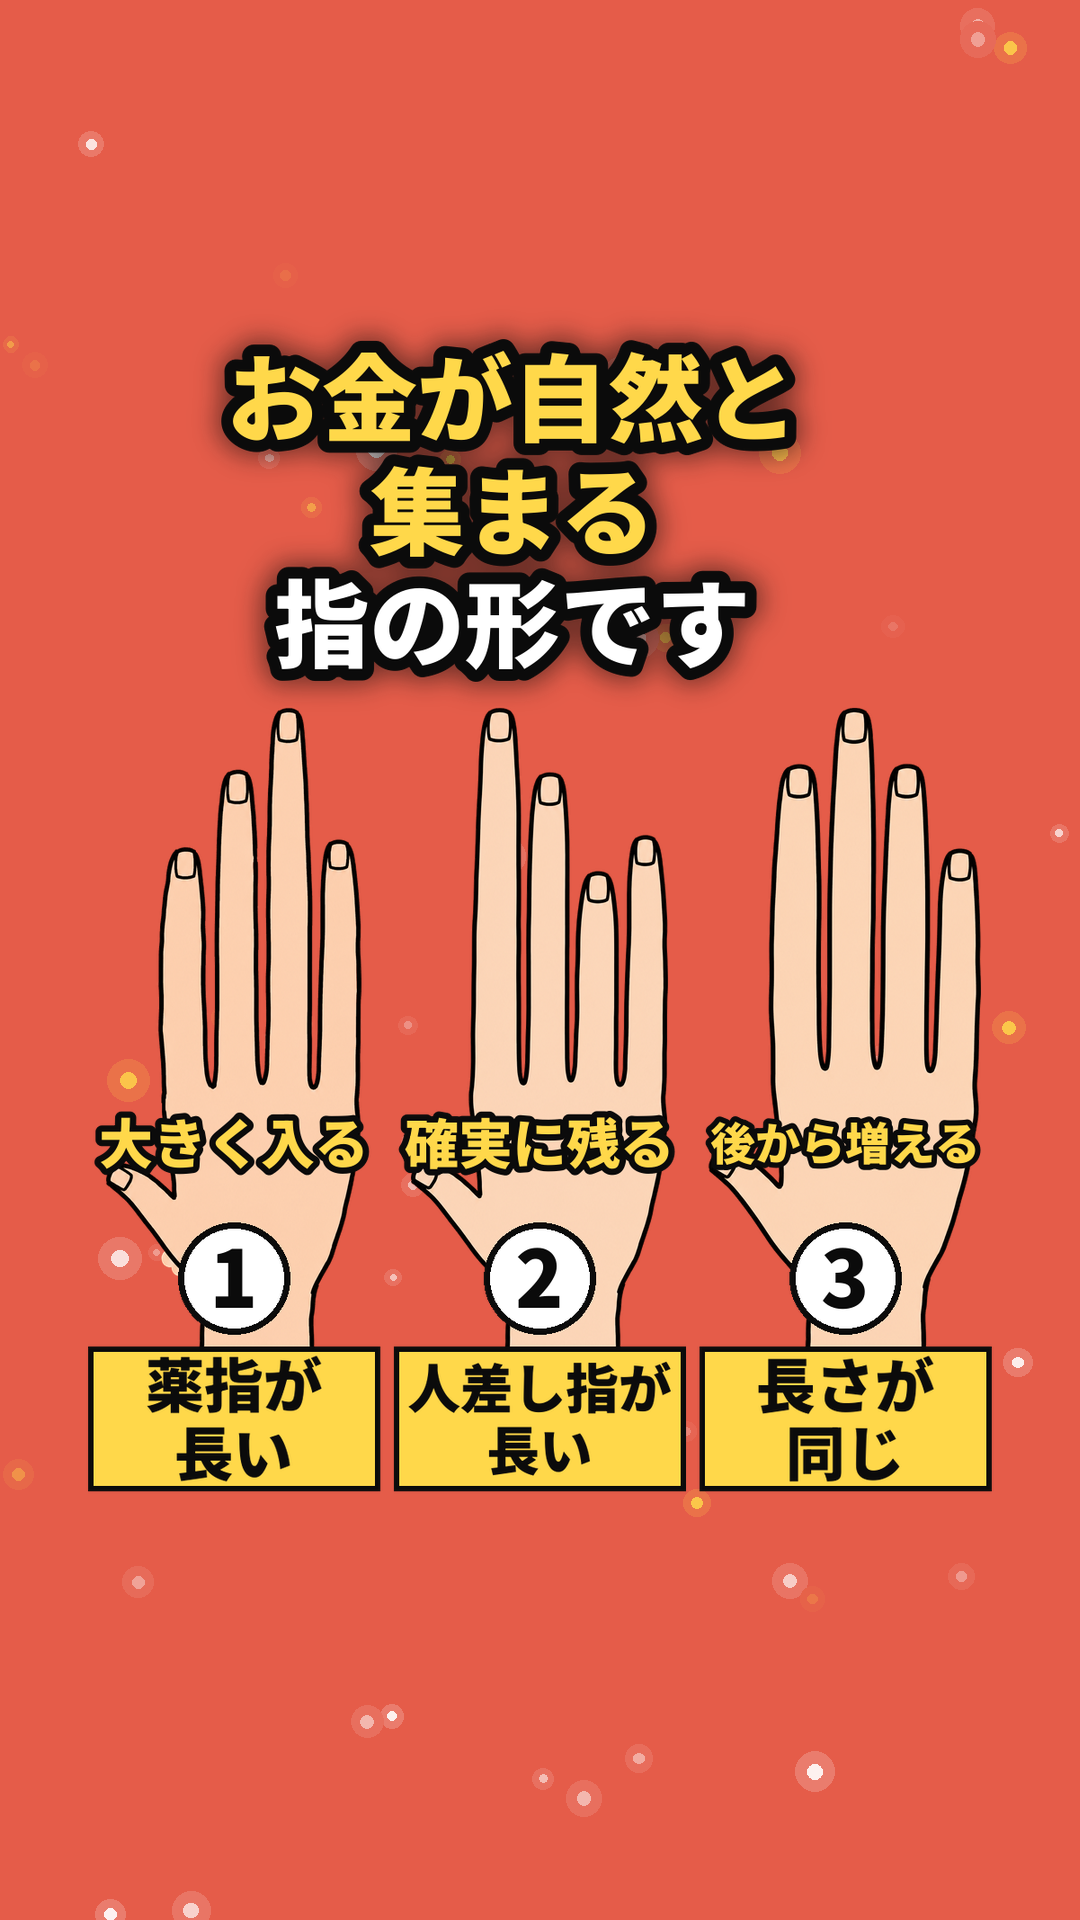 お金が自然と
集まる
指の形です
大きく入る
確実に残る
後から増える
1
2
3
薬指が
長い
人差し指が
長い
長さが
同じ